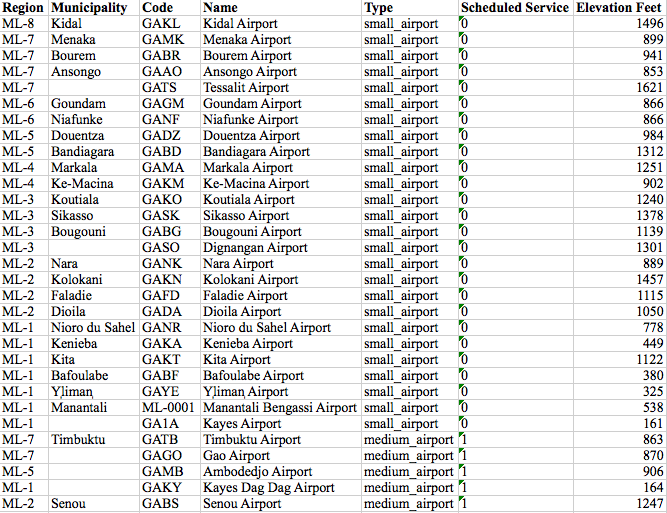 Region Municipality Code Name Type Scheduled Service Elevation Feet
ML-8 Kidal GAKL Kidal Airport small_airport 0 1496
ML-7 Menaka GAMK Menaka Airport small_airport 0 899
ML-7 Bourem GABR Bourem Airport small_airport 0 941
ML-7 Ansongo GAAO Ansongo Airport small_airport 0 853
ML-7 GATS Tessalit Airport small_airport 0 1621
ML-6 Goundam GAGM Goundam Airport small_airport 0 866
ML-6 Niafunke GANF Niafunke Airport small_airport 0 866
ML-5 Douentza GADZ Douentza Airport small_airport 0 984
ML-5 Bandiagara GABD Bandiagara Airport small_airport 0 1312
ML-4 Markala GAMA Markala Airport small_airport 0 1251
ML-4 Ke-Macina GAKM Ke-Macina Airport small_airport 0 902
ML-3 Koutiala GAKO Koutiala Airport small_airport 0 1240
ML-3 Sikasso GASK Sikasso Airport small_airport 0 1378
ML-3 Bougouni GABG Bougouni Airport small_airport 0 1139
ML-3 GASO Dignangan Airport small_airport 0 1301
ML-2 Nara GANK Nara Airport small_airport 0 889
ML-2 Kolokani GAKN Kolokani Airport small_airport 0 1457
ML-2 Faladie GAFD Faladie Airport small_airport 0 1115
ML-2 Dioila GADA Dioila Airport small_airport 0 1050
ML-1 Nioro du Sahel GANR Nioro du Sahel Airport small_airport 0 778
ML-1 Kenieba GAKA Kenieba Airport small_airport 0 449
ML-1 Kita GAKT Kita Airport small_airport 0 1122
ML-1 Bafoulabe GABF Bafoulabe Airport small_airport 0 380
ML-1 Yliman GAYE Yliman Airport small_airport 0 325
ML-1 Manantali ML-0001 Manantali Bengassi Airport small_airport 0 538
ML-1 GA1A Kayes Airport small_airport 0 161
ML-7 Timbuktu GATB Timbuktu Airport medium_airport 1 863
ML-7 GAGO Gao Airport medium_airport 1 870
ML-5 GAMB Ambodedjo Airport medium_airport 1 906
ML-1 GAKY Kayes Dag Dag Airport medium_airport 1 164
ML-2 Senou GABS Senou Airport medium_airport 1 1247